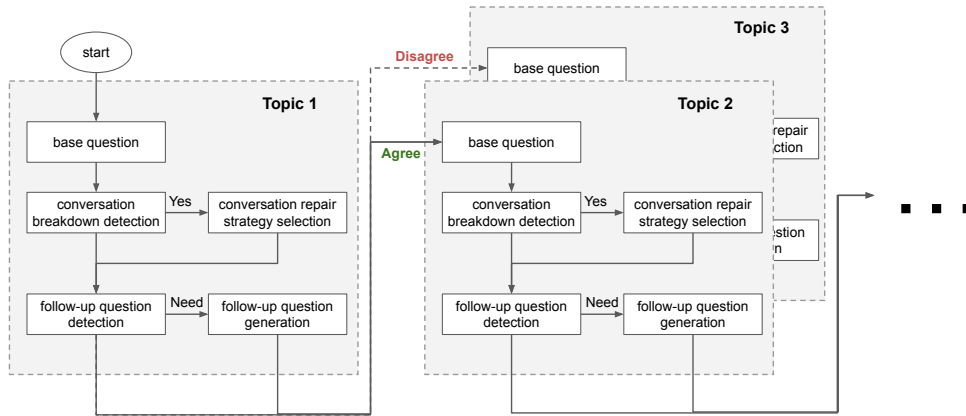 start
Topic 1
base question
conversation
breakdown detection
Yes
conversation repair
strategy selection
follow-up question
detection
Need
follow-up question
generation
Disagree
Agree
Topic 3
base question
repair
Topic 2
base question
conversation
breakdown detection
Yes
conversation repair
strategy selection
follow-up question
detection
Need
follow-up question
generation